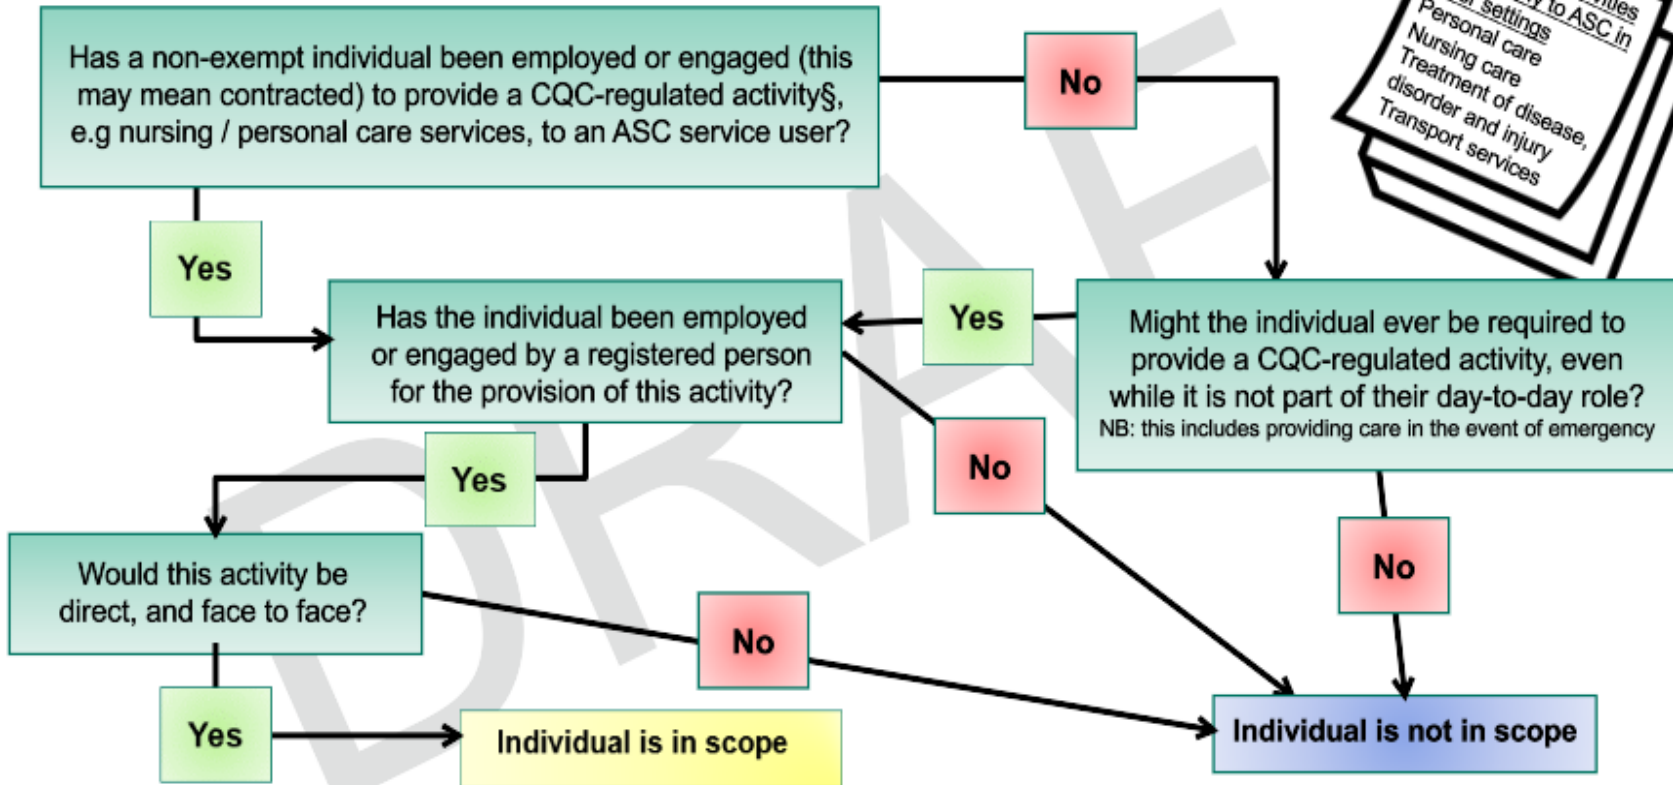 Has a non-exempt individual been employed or engaged (this
may mean contracted) to provide a CQC-regulated activity§,
e.g nursing / personal care services, to an ASC service user?
No
to ASC in
settings
Personal care
Nursing care
Treatment of disease,
disorder and injury
Transport services
Yes
Has the individual been employed
or engaged by a registered person
for the provision of this activity?
Yes
Might the individual ever be required to
provide a CQC-regulated activity, even
while it is not part of their day-to-day role?
NB: this includes providing care in the event of emergency
Yes
No
No
Would this activity be
direct, and face to face?
No
Yes
Individual is in scope
Individual is not in scope
DRAF